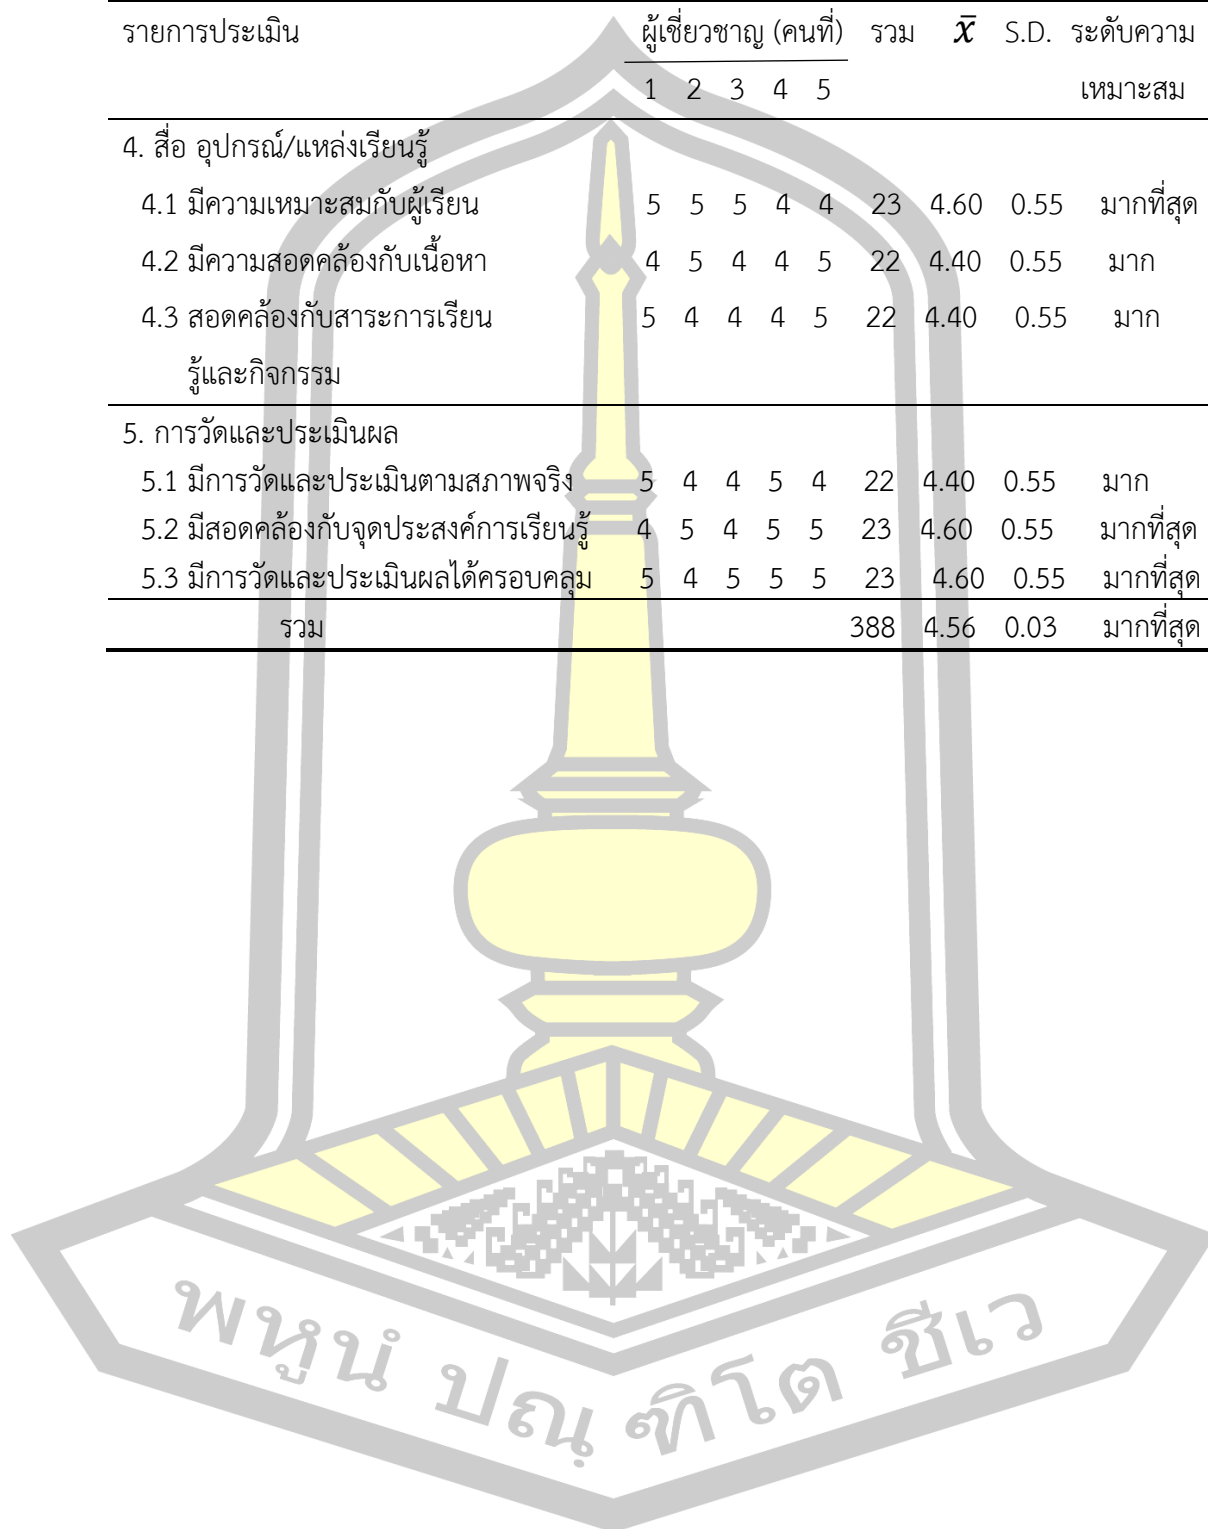 รายการประเมิน ผู้เชี่ยวชาญ (คนที่) รวม x̄ S.D. ระดับความ
1 2 3 4 5 เหมาะสม
4. สื่อ อุปกรณ์/แหล่งเรียนรู้
4.1 มีความเหมาะสมกับผู้เรียน 5 5 5 4 4 23 4.60 0.55 มากที่สุด
4.2 มีความสอดคล้องกับเนื้อหา 4 5 4 4 5 22 4.40 0.55 มาก
4.3 สอดคล้องกับสาระการเรียน 5 4 4 4 5 22 4.40 0.55 มาก
รู้และกิจกรรม
5. การวัดและประเมินผล
5.1 มีการวัดและประเมินตามสภาพจริง 5 4 4 5 4 22 4.40 0.55 มาก
5.2 มีสอดคล้องกับจุดประสงค์การเรียนรู้ 4 5 4 5 5 23 4.60 0.55 มากที่สุด
5.3 มีการวัดและประเมินผลได้ครอบคลุม 5 4 5 5 5 23 4.60 0.55 มากที่สุด
รวม 388 4.56 0.03 มากที่สุด
พหูนํ ปณฺฑิโต ชีเว